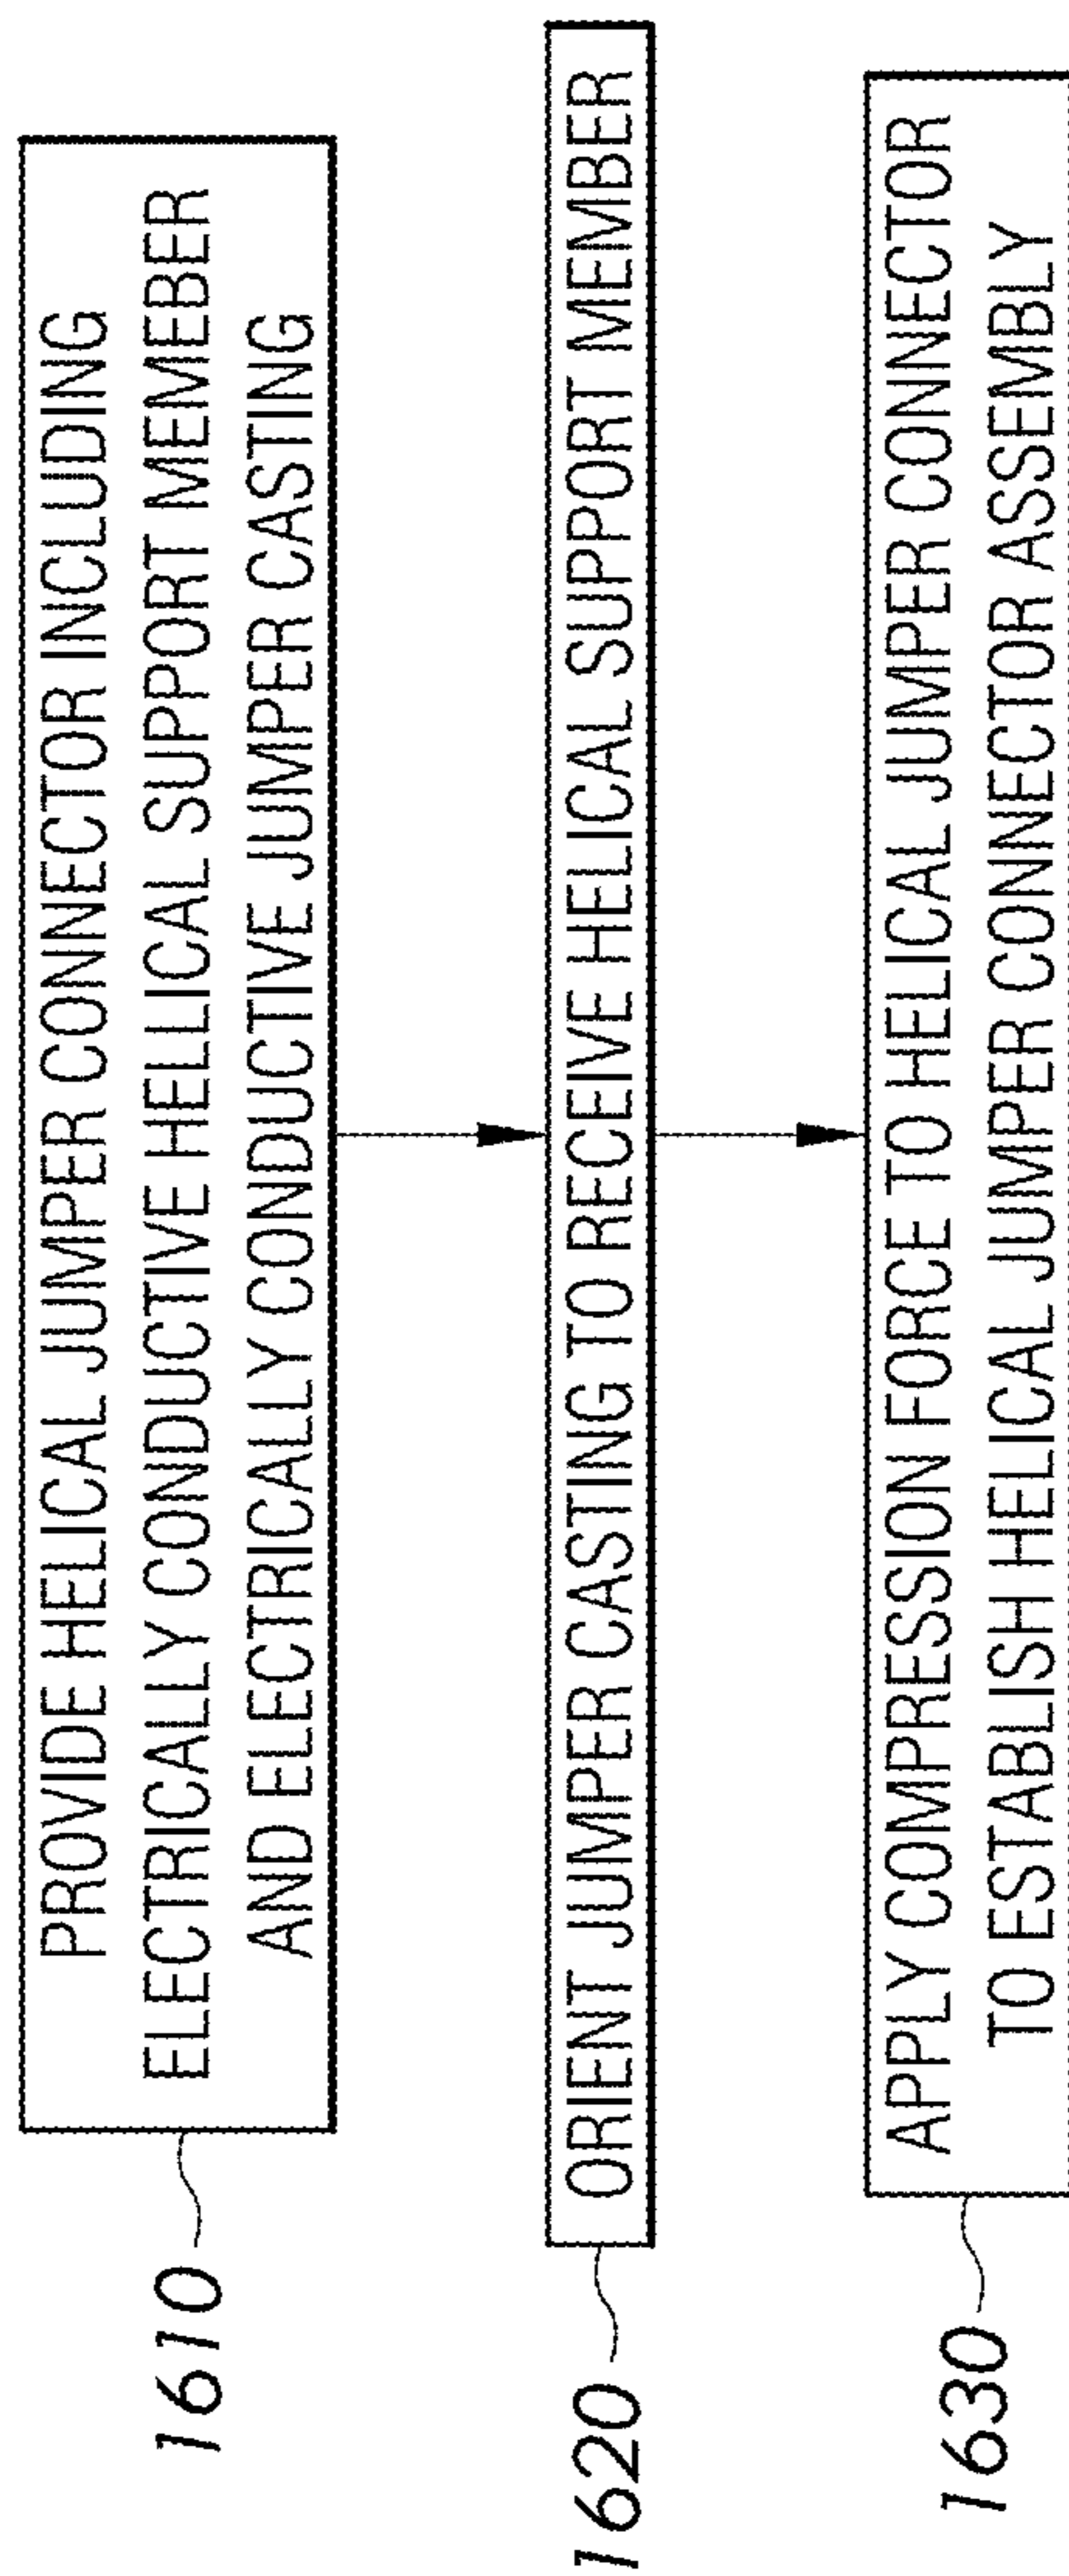 PROVIDE HELICAL JUMPER CONNECTOR INCLUDING
ELECTRICALLY CONDUCTIVE HELLICAL SUPPORT MEMEBER
AND ELECTRICALLY CONDUCTIVE JUMPER CASTING
1610
ORIENT JUMPER CASTING TO RECEIVE HELICAL SUPPORT MEMBER
1620
APPLY COMPRESSION FORCE TO HELICAL JUMPER CONNECTOR
TO ESTABLISH HELICAL JUMPER CONNECTOR ASSEMBLY
1630